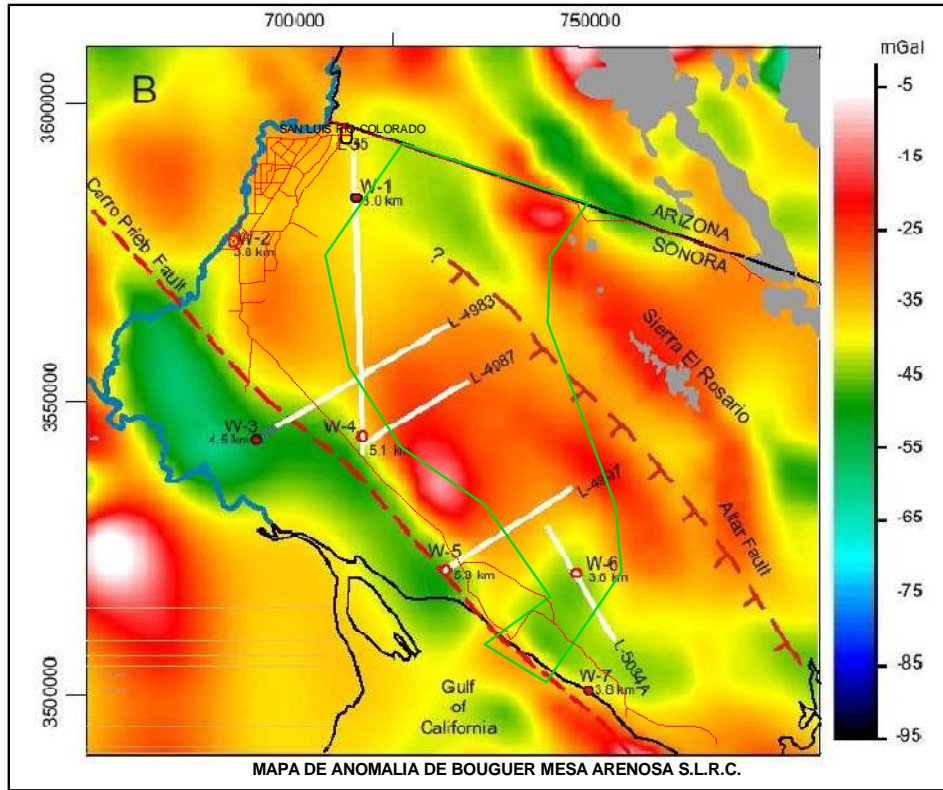 700000
750000
mGal
B
-5
3600000
SAN LUIS RIO COLORADO
-15
W-1
3.0 km
ARIZONA
SONORA
W-2
3.8 km
Cerro Prieto Fault
?
-25
-35
L-4983
Sierra El Rosario
L-4987
3550000
-45
W-3
4.5 km
W-4
5.1 km
-55
L-4997
Altar Fault
-65
W-5
W-6
3.6 km
-75
L-5034A
W-7
3.8 km
-85
3500000
Gulf
of
California
-95
MAPA DE ANOMALIA DE BOUGUER MESA ARENOSA S.L.R.C.